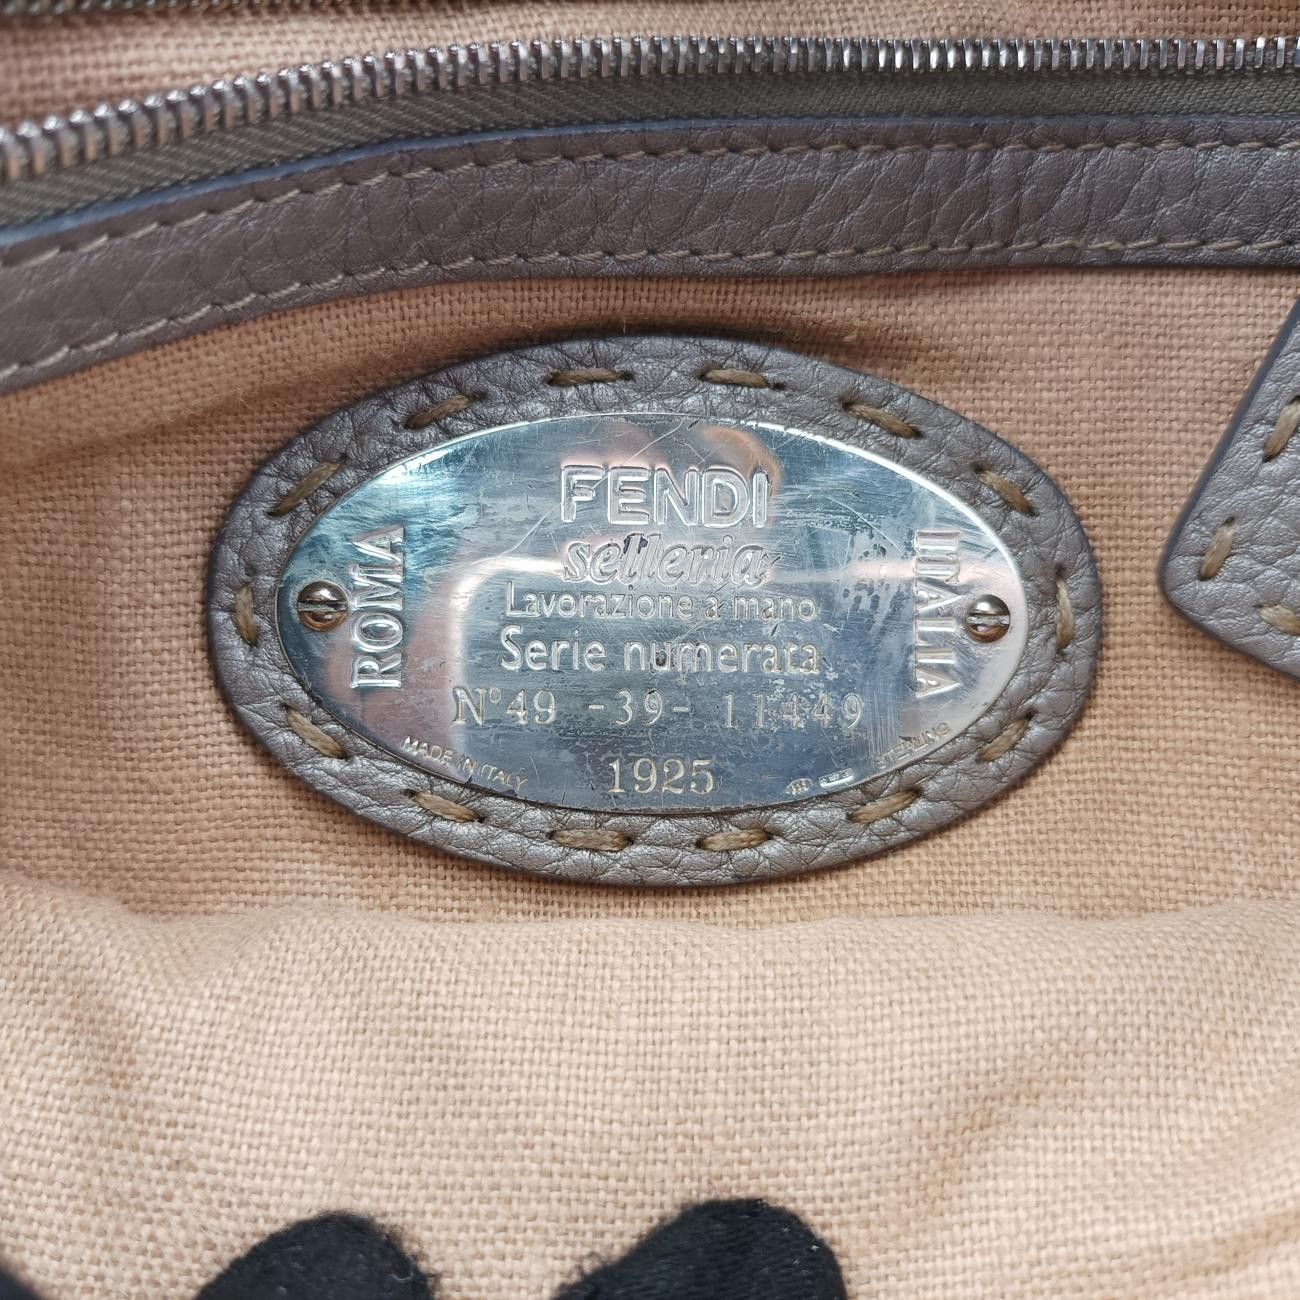 FENDI
selleria
Lavorazione a mano
Serie numerata
N°49 -39- 11449
1925
ROMA
ITALIA
MADE IN ITALY
STERLING